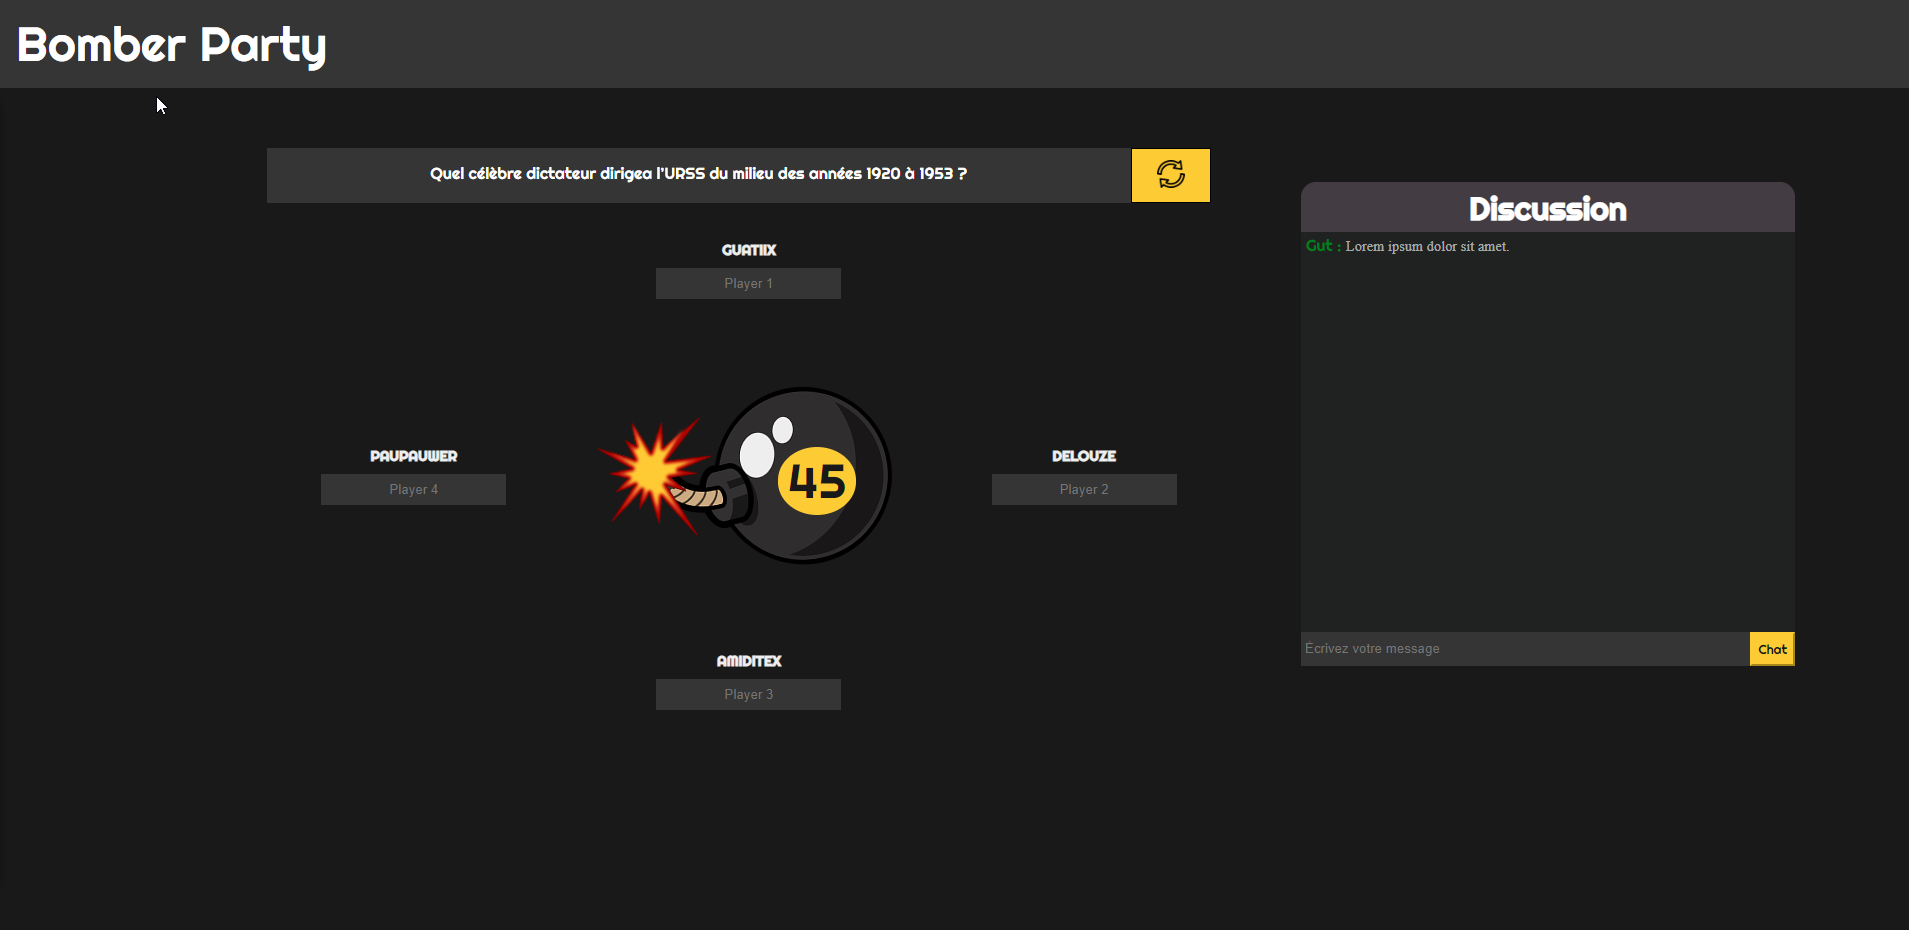 Bomber Party
Quel célèbre dictateur dirigea l'URSS du milieu des années 1920 à 1953 ?
GUATIIX
Player 1
PAUPAUWER
Player 4
45
DELOUZE
Player 2
AMIDITEX
Player 3
Discussion
Gut : Lorem ipsum dolor sit amet.
Écrivez votre message
Chat